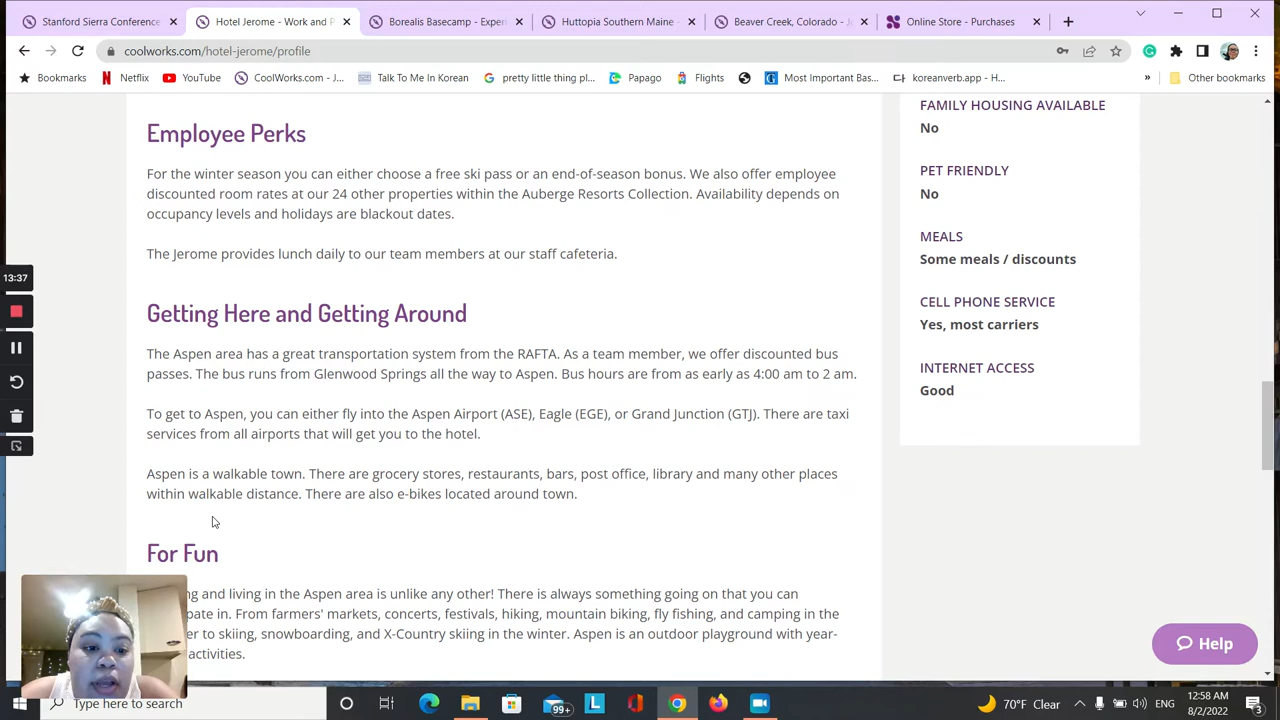 Stanford Sierra Conference
Hotel Jerome - Work and P
Borealis Basecamp - Exper
Huttopia Southern Maine -
Beaver Creek, Colorado - J
Online Store - Purchases
coolworks.com/hotel-jerome/profile
Bookmarks
Netflix
YouTube
CoolWorks.com - J...
Talk To Me In Korean
pretty little thing pl...
Papago
Flights
Most Important Bas...
koreanverb.app - H...
»
Other bookmarks
Employee Perks
For the winter season you can either choose a free ski pass or an end-of-season bonus. We also offer employee
discounted room rates at our 24 other properties within the Auberge Resorts Collection. Availability depends on
occupancy levels and holidays are blackout dates.
The Jerome provides lunch daily to our team members at our staff cafeteria.
Getting Here and Getting Around
The Aspen area has a great transportation system from the RAFTA. As a team member, we offer discounted bus
passes. The bus runs from Glenwood Springs all the way to Aspen. Bus hours are from as early as 4:00 am to 2 am.
To get to Aspen, you can either fly into the Aspen Airport (ASE), Eagle (EGE), or Grand Junction (GTJ). There are taxi
services from all airports that will get you to the hotel.
Aspen is a walkable town. There are grocery stores, restaurants, bars, post office, library and many other places
within walkable distance. There are also e-bikes located around town.
For Fun
ng and living in the Aspen area is unlike any other! There is always something going on that you can
pate in. From farmers' markets, concerts, festivals, hiking, mountain biking, fly fishing, and camping in the
er to skiing, snowboarding, and X-Country skiing in the winter. Aspen is an outdoor playground with year-
activities.
FAMILY HOUSING AVAILABLE
No
PET FRIENDLY
No
MEALS
Some meals / discounts
CELL PHONE SERVICE
Yes, most carriers
INTERNET ACCESS
Good
Help
13:37
Type here to search
99+
70°F Clear
ENG
12:58 AM
8/2/2022
3